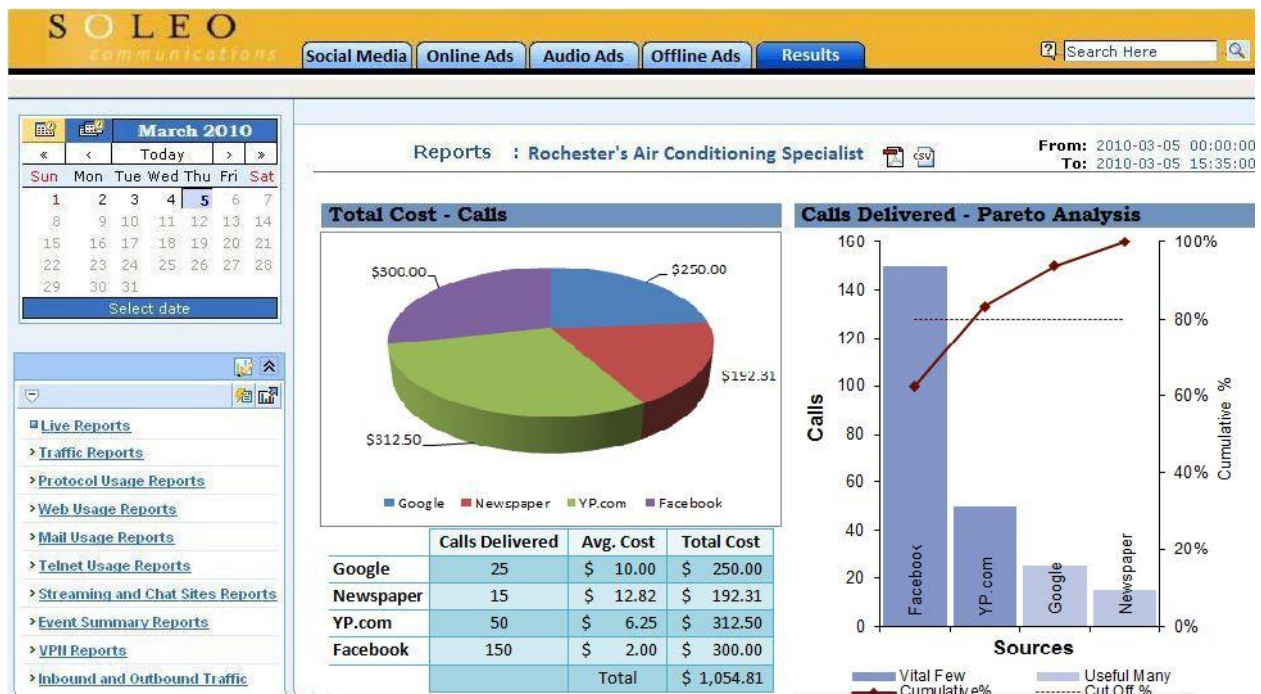 SOLEO
communications
Social Media Online Ads Audio Ads Offline Ads Results
Search Here
March 2010
« ‹ Today › »
Sun Mon Tue Wed Thu Fri Sat
1 2 3 4 5 6 7
8 9 10 11 12 13 14
15 16 17 18 19 20 21
22 23 24 25 26 27 28
29 30 31
Select date
Live Reports
Traffic Reports
Protocol Usage Reports
Web Usage Reports
Mail Usage Reports
Telnet Usage Reports
Streaming and Chat Sites Reports
Event Summary Reports
VPN Reports
Inbound and Outbound Traffic
Reports : Rochester's Air Conditioning Specialist
CSV
From: 2010-03-05 00:00:00
To: 2010-03-05 15:35:00
Total Cost - Calls
$300.00
$250.00
$192.31
$312.50
Google Newspaper YP.com Facebook
Calls Delivered Avg. Cost Total Cost
Google 25 $ 10.00 $ 250.00
Newspaper 15 $ 12.82 $ 192.31
YP.com 50 $ 6.25 $ 312.50
Facebook 150 $ 2.00 $ 300.00
Total $ 1,054.81
Calls Delivered - Pareto Analysis
160
140
120
100
80
60
40
20
0
Calls
100%
80%
60%
40%
20%
0%
Cumulative %
Facebook
YP.com
Google
Newspaper
Sources
Vital Few Useful Many
Cumulative% Cut Off %